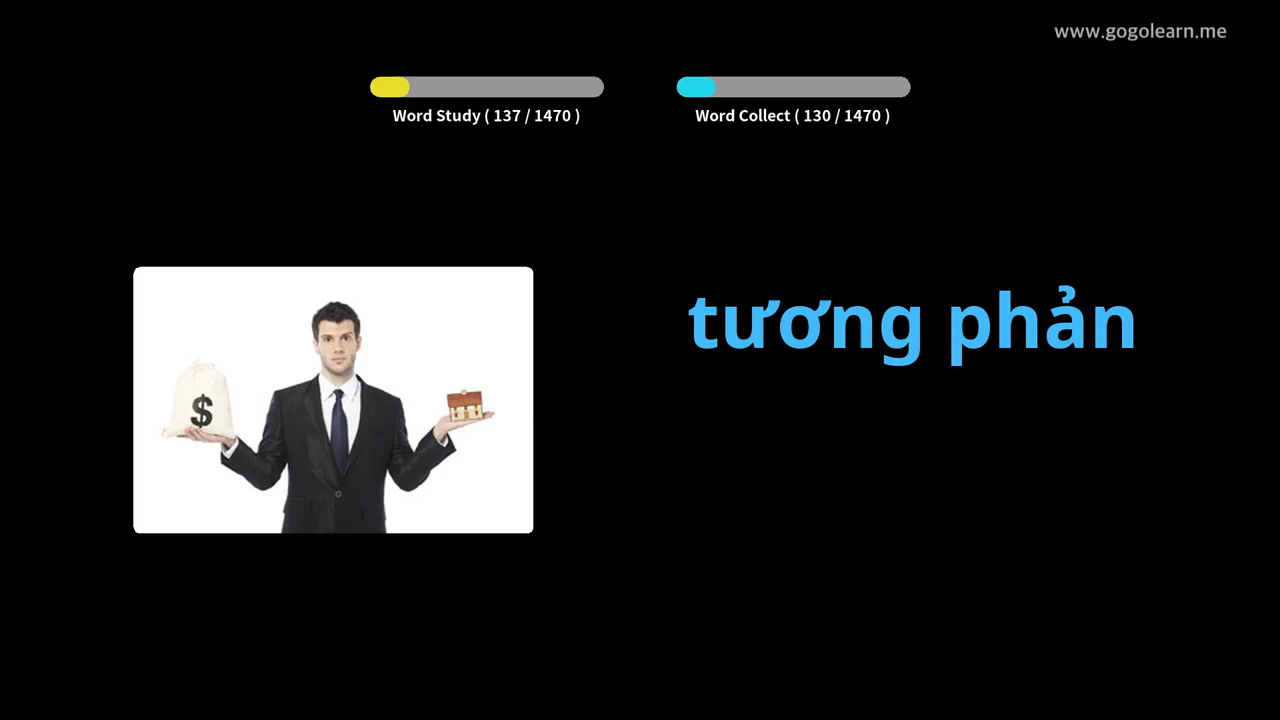 www.gogolearn.me
Word Study ( 137 / 1470 )
Word Collect ( 130 / 1470 )
tương phản
$